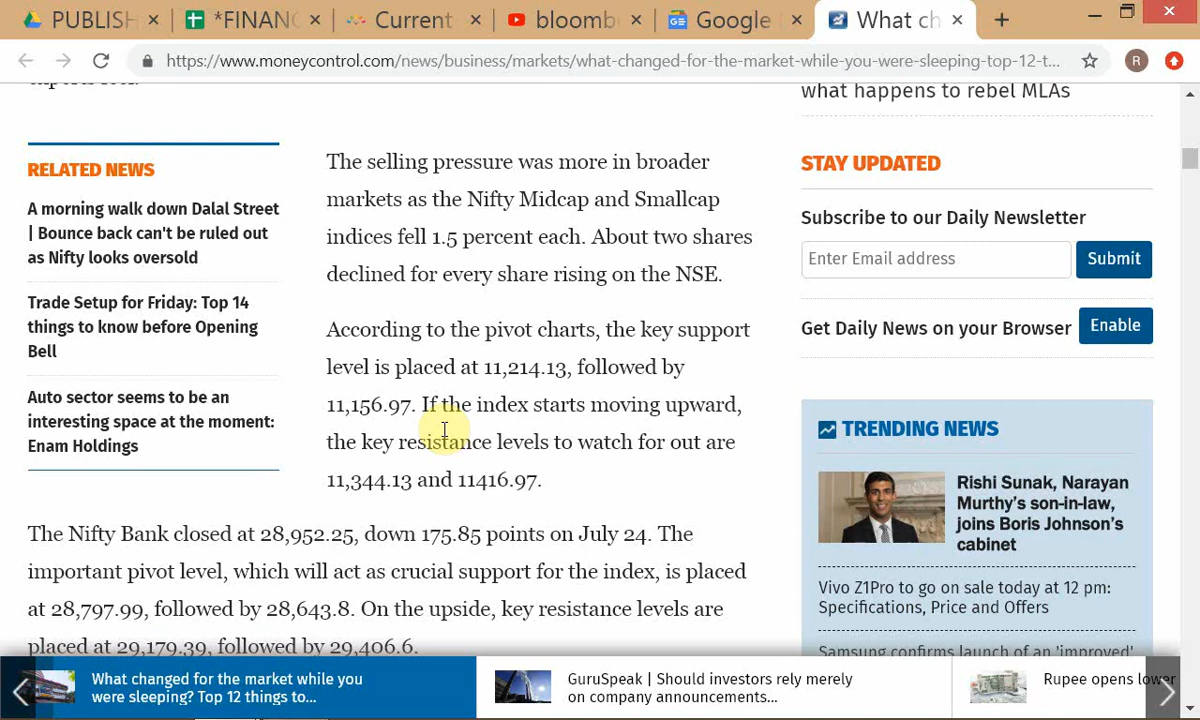 PUBLISH
*FINANC
Current
bloomb
Google
What ch
https://www.moneycontrol.com/news/business/markets/what-changed-for-the-market-while-you-were-sleeping-top-12-t...
R
what happens to rebel MLAs
RELATED NEWS
A morning walk down Dalal Street
| Bounce back can't be ruled out
as Nifty looks oversold
Trade Setup for Friday: Top 14
things to know before Opening
Bell
Auto sector seems to be an
interesting space at the moment:
Enam Holdings
The selling pressure was more in broader
markets as the Nifty Midcap and Smallcap
indices fell 1.5 percent each. About two shares
declined for every share rising on the NSE.
According to the pivot charts, the key support
level is placed at 11,214.13, followed by
11,156.97. If the index starts moving upward,
the key resistance levels to watch for out are
11,344.13 and 11416.97.
The Nifty Bank closed at 28,952.25, down 175.85 points on July 24. The
important pivot level, which will act as crucial support for the index, is placed
at 28,797.99, followed by 28,643.8. On the upside, key resistance levels are
placed at 29,179.39, followed by 29,406.6.
STAY UPDATED
Subscribe to our Daily Newsletter
Enter Email address
Submit
Get Daily News on your Browser
Enable
TRENDING NEWS
Rishi Sunak, Narayan
Murthy's son-in-law,
joins Boris Johnson's
cabinet
Vivo Z1Pro to go on sale today at 12 pm:
Specifications, Price and Offers
Samsung confirms launch of an 'improved'
What changed for the market while you
were sleeping? Top 12 things to...
GuruSpeak | Should investors rely merely
on company announcements...
Rupee opens lower